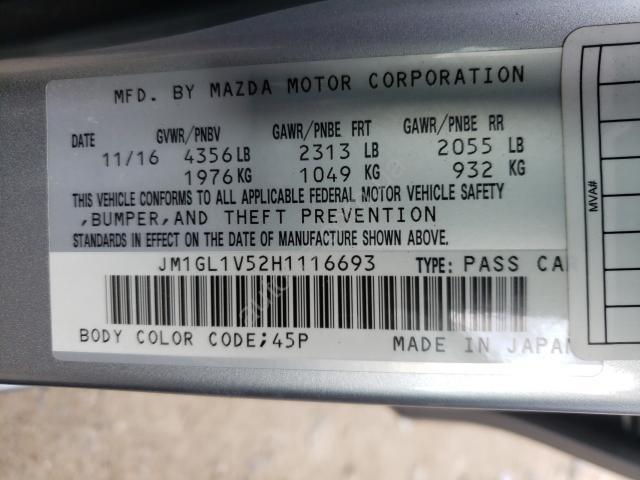 MFD. BY MAZDA MOTOR CORPORATION
DATE GVWR/PNBV GAWR/PNBE FRT GAWR/PNBE RR
11/16 4356LB 2313 LB 2055 LB
1976KG 1049 KG 932 KG
THIS VEHICLE CONFORMS TO ALL APPLICABLE FEDERAL MOTOR VEHICLE SAFETY
,BUMPER,AND THEFT PREVENTION
STANDARDS IN EFFECT ON THE DATE OF MANUFACTURE SHOWN ABOVE.
JM1GL1V52H1116693 TYPE: PASS CAR
BODY COLOR CODE;45P MADE IN JAPAN
MVA#